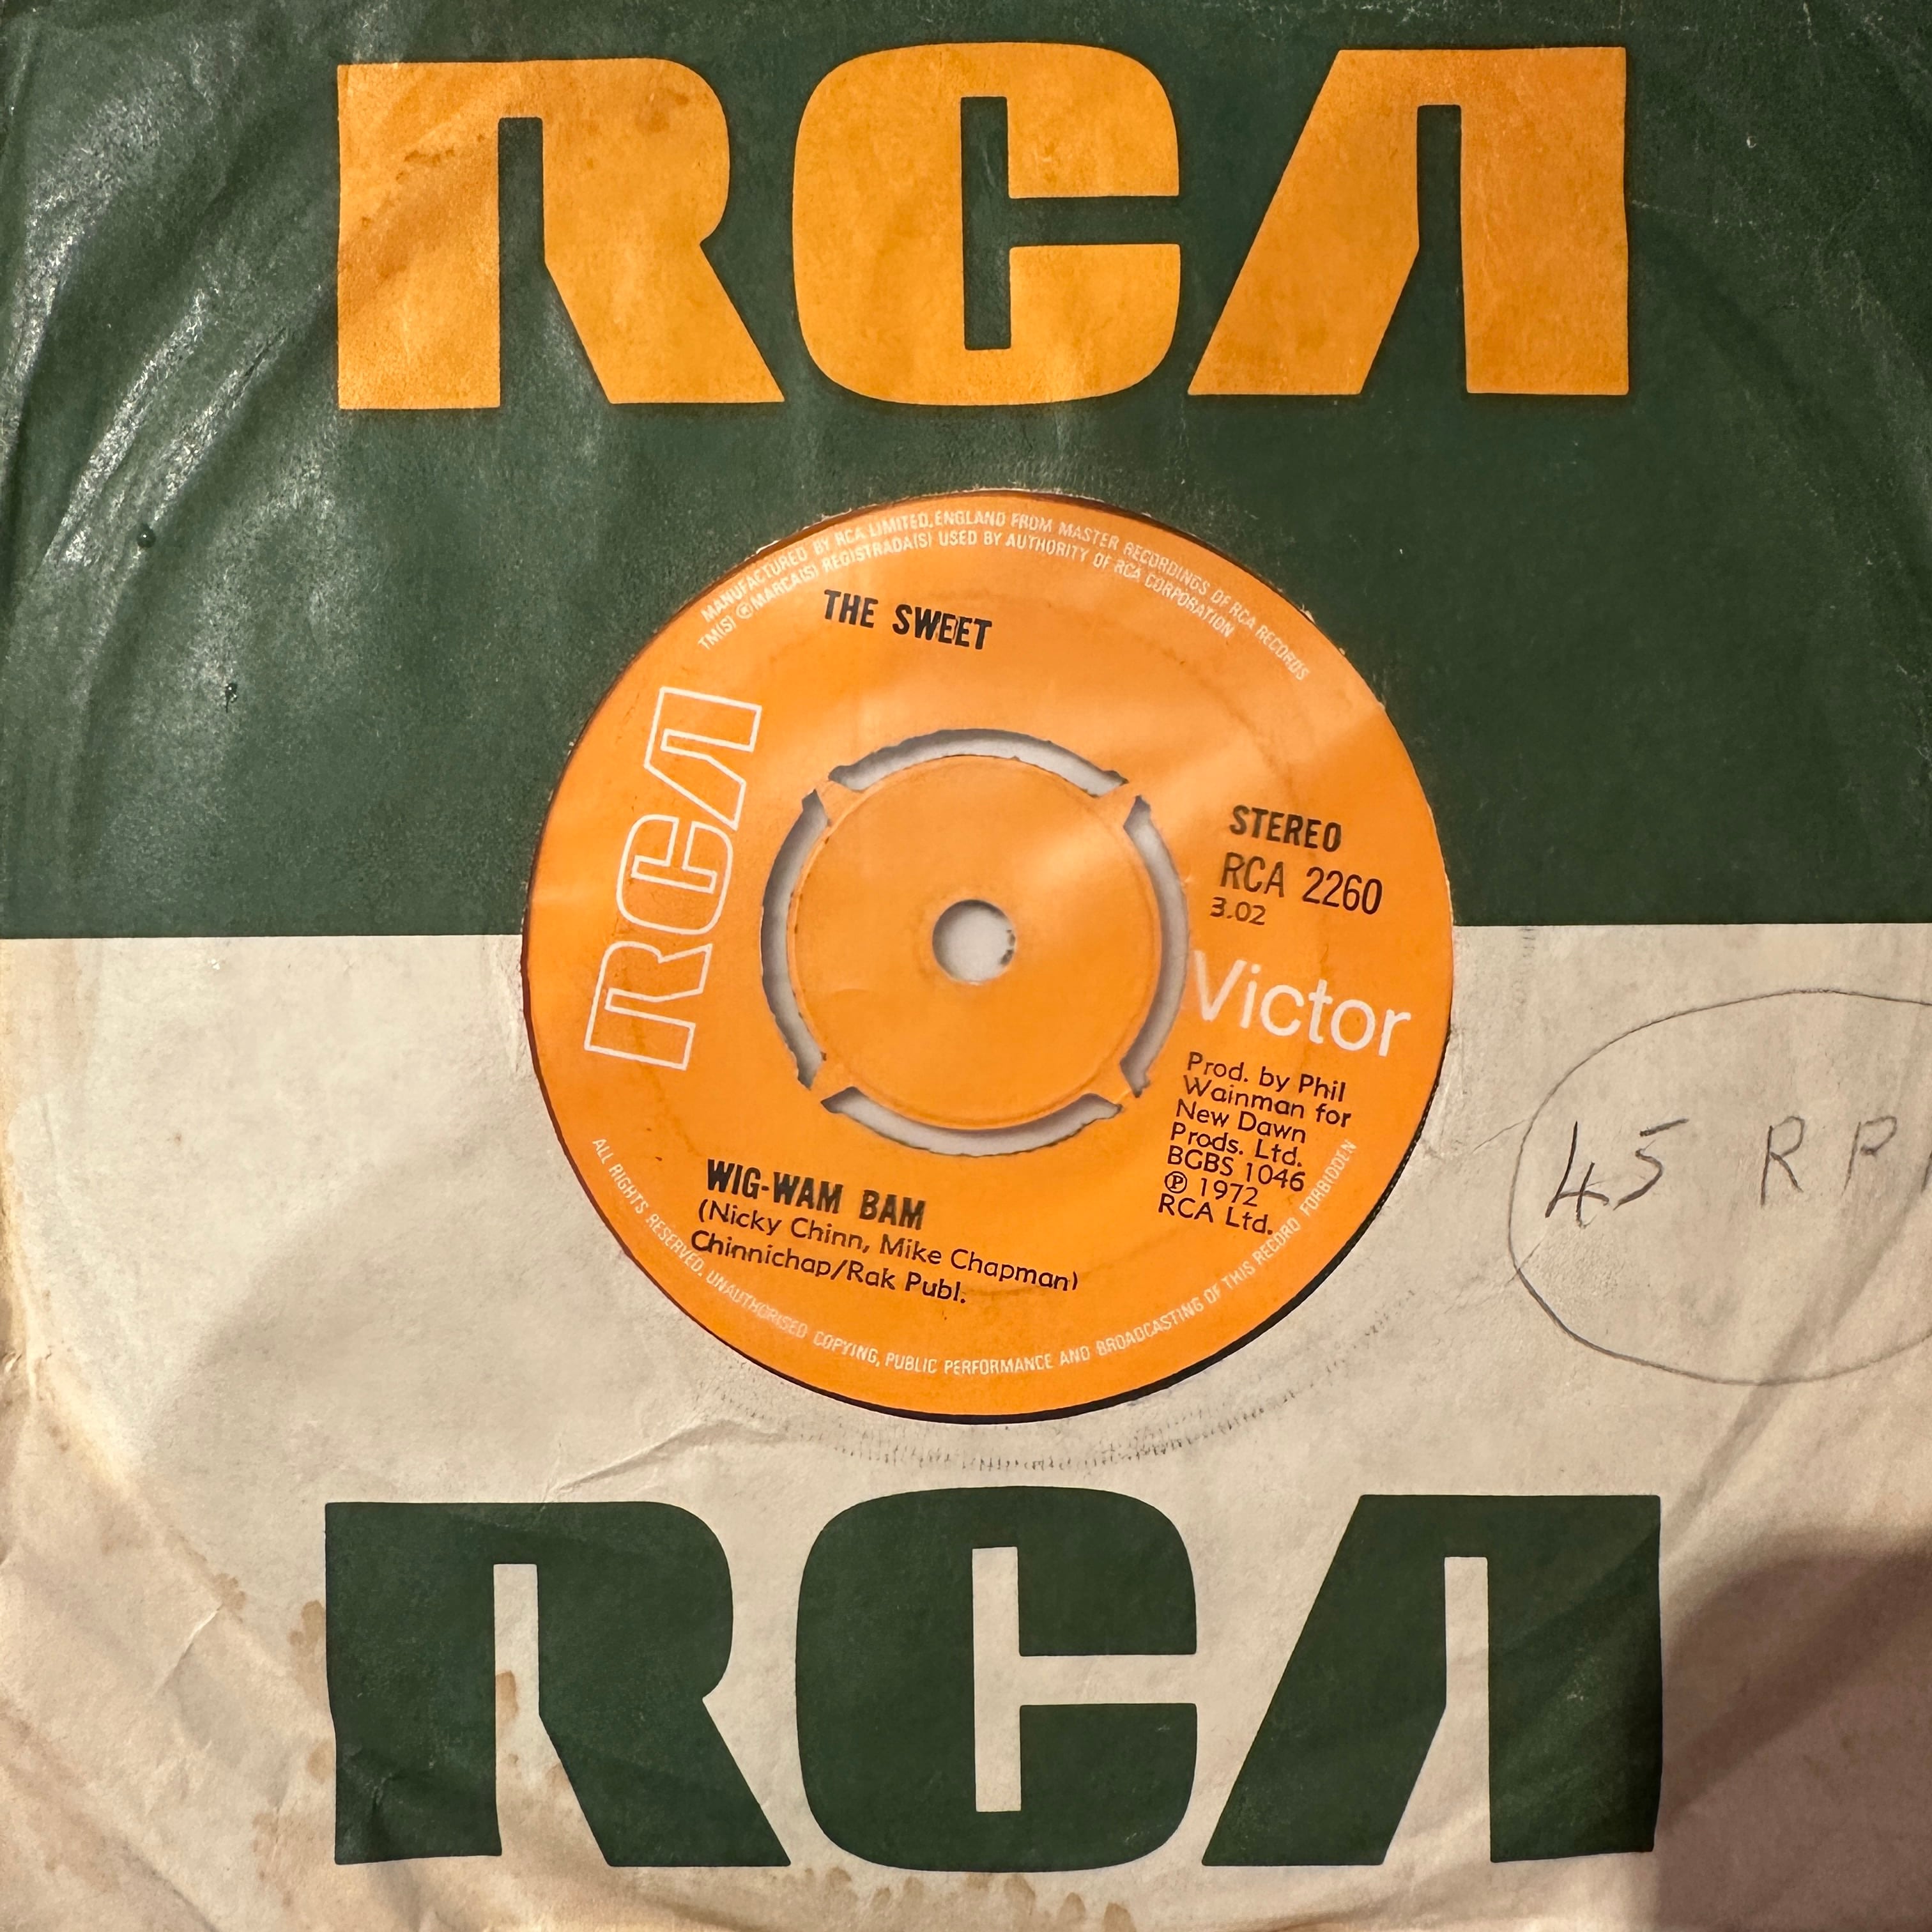 RCA
MANUFACTURED BY RCA LIMITED, ENGLAND FROM MASTER RECORDINGS OF RCA RECORDS
TM(S) ® MARCA(S) REGISTRADA(S) USED BY AUTHORITY OF RCA CORPORATION
THE SWEET
RCA
STEREO
RCA 2260
3.02
Victor
Prod. by Phil
Wainman for
New Dawn
Prods. Ltd.
BGBS 1046
℗ 1972
RCA Ltd.
WIG-WAM BAM
(Nicky Chinn, Mike Chapman)
Chinnichap/Rak Publ.
ALL RIGHTS RESERVED. UNAUTHORISED COPYING, PUBLIC PERFORMANCE AND BROADCASTING OF THIS RECORD FORBIDDEN
45 RP
RCA